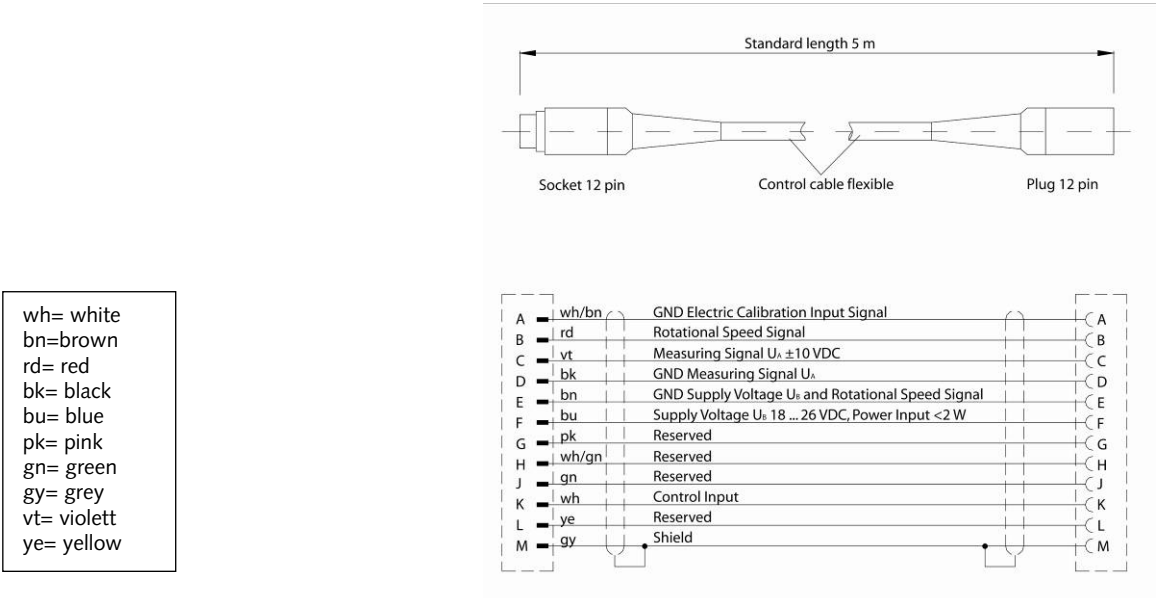 Standard length 5 m
Socket 12 pin
Control cable flexible
Plug 12 pin
wh= white
bn=brown
rd= red
bk= black
bu= blue
pk= pink
gn= green
gy= grey
vt= violett
ye= yellow
A wh/bn GND Electric Calibration Input Signal A
B rd Rotational Speed Signal B
C vt Measuring Signal Uᴀ ±10 VDC C
D bk GND Measuring Signal Uᴀ D
E bn GND Supply Voltage Uʙ and Rotational Speed Signal E
F bu Supply Voltage Uʙ 18 ... 26 VDC, Power Input <2 W F
G pk Reserved G
H wh/gn Reserved H
J gn Reserved J
K wh Control Input K
L ye Reserved L
M gy Shield M